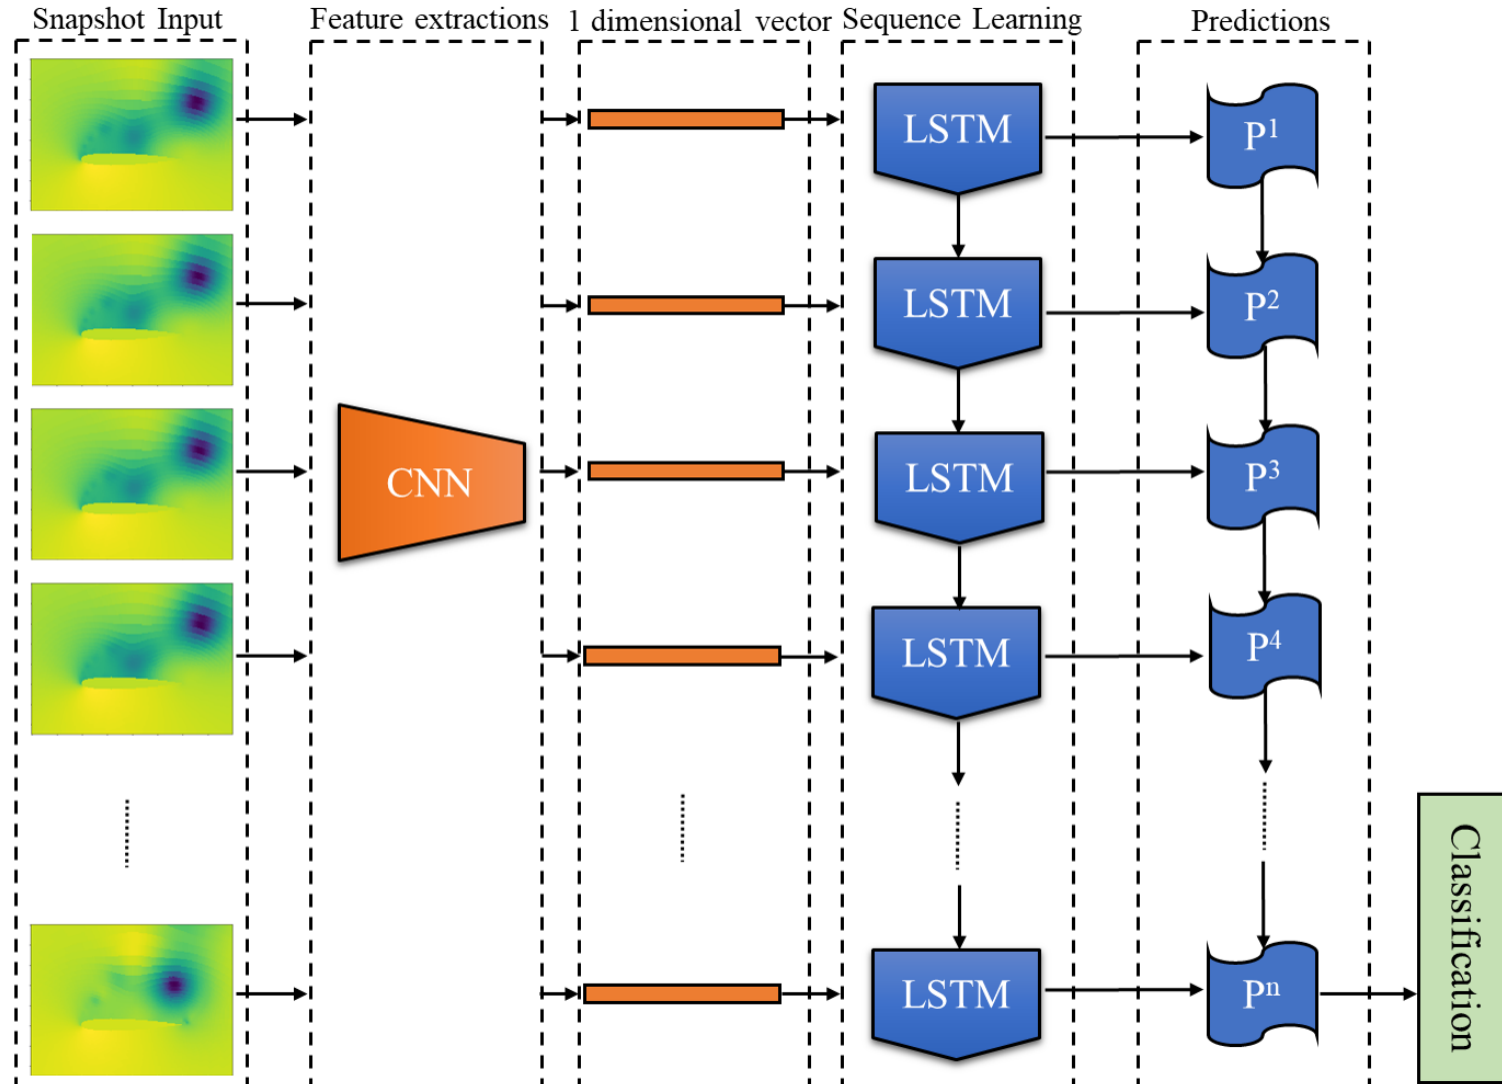 Snapshot Input
Feature extractions
1 dimensional vector
Sequence Learning
Predictions
LSTM
P¹
LSTM
P²
CNN
LSTM
P³
LSTM
P⁴
LSTM
Pⁿ
Classification